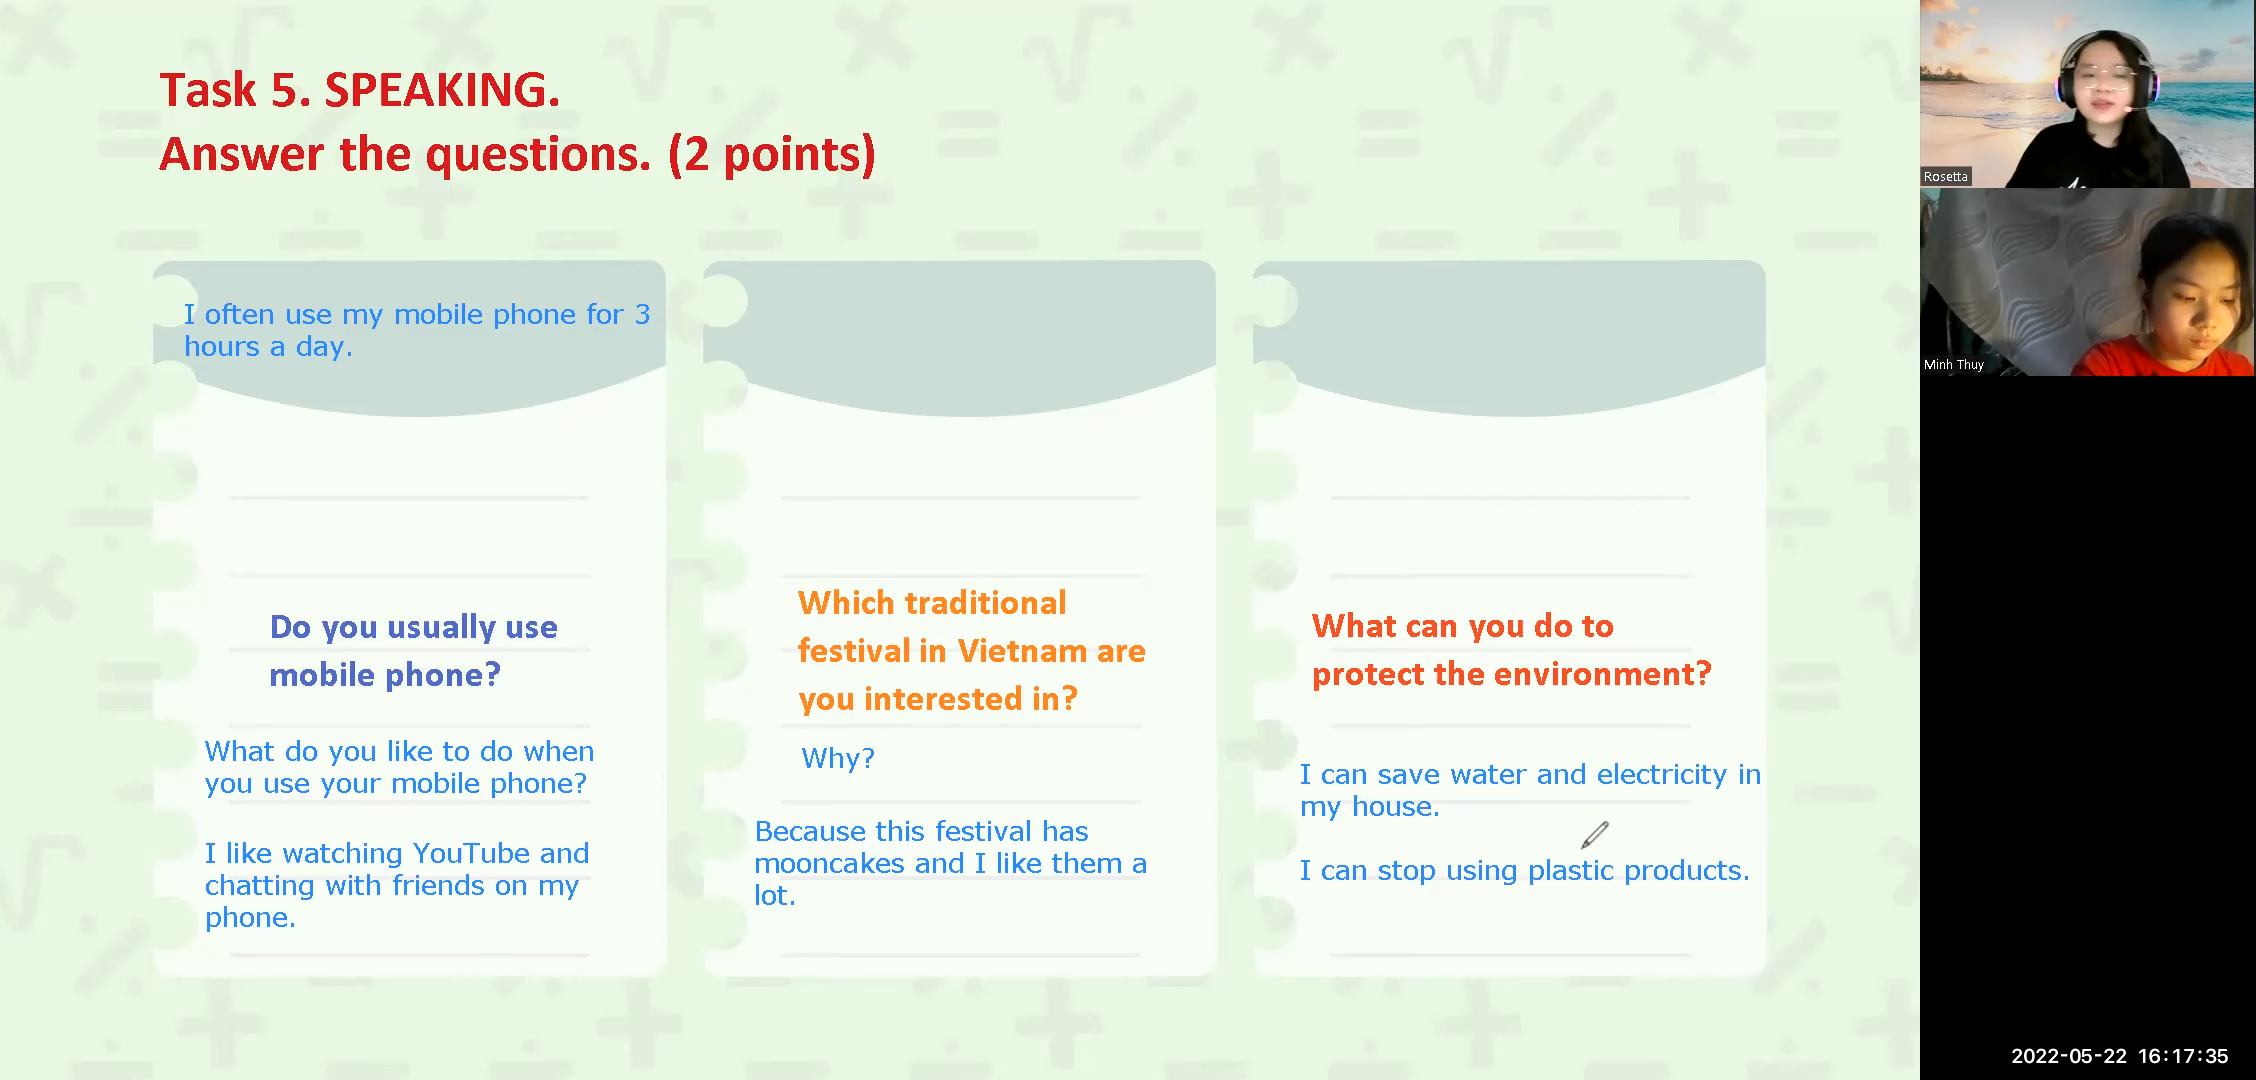 Task 5. SPEAKING.
Answer the questions. (2 points)
I often use my mobile phone for 3
hours a day.
Do you usually use
mobile phone?
What do you like to do when
you use your mobile phone?
I like watching YouTube and
chatting with friends on my
phone.
Which traditional
festival in Vietnam are
you interested in?
Why?
Because this festival has
mooncakes and I like them a
lot.
What can you do to
protect the environment?
I can save water and electricity in
my house.
I can stop using plastic products.
Rosetta
Minh Thuy
2022-05-22 16:17:35